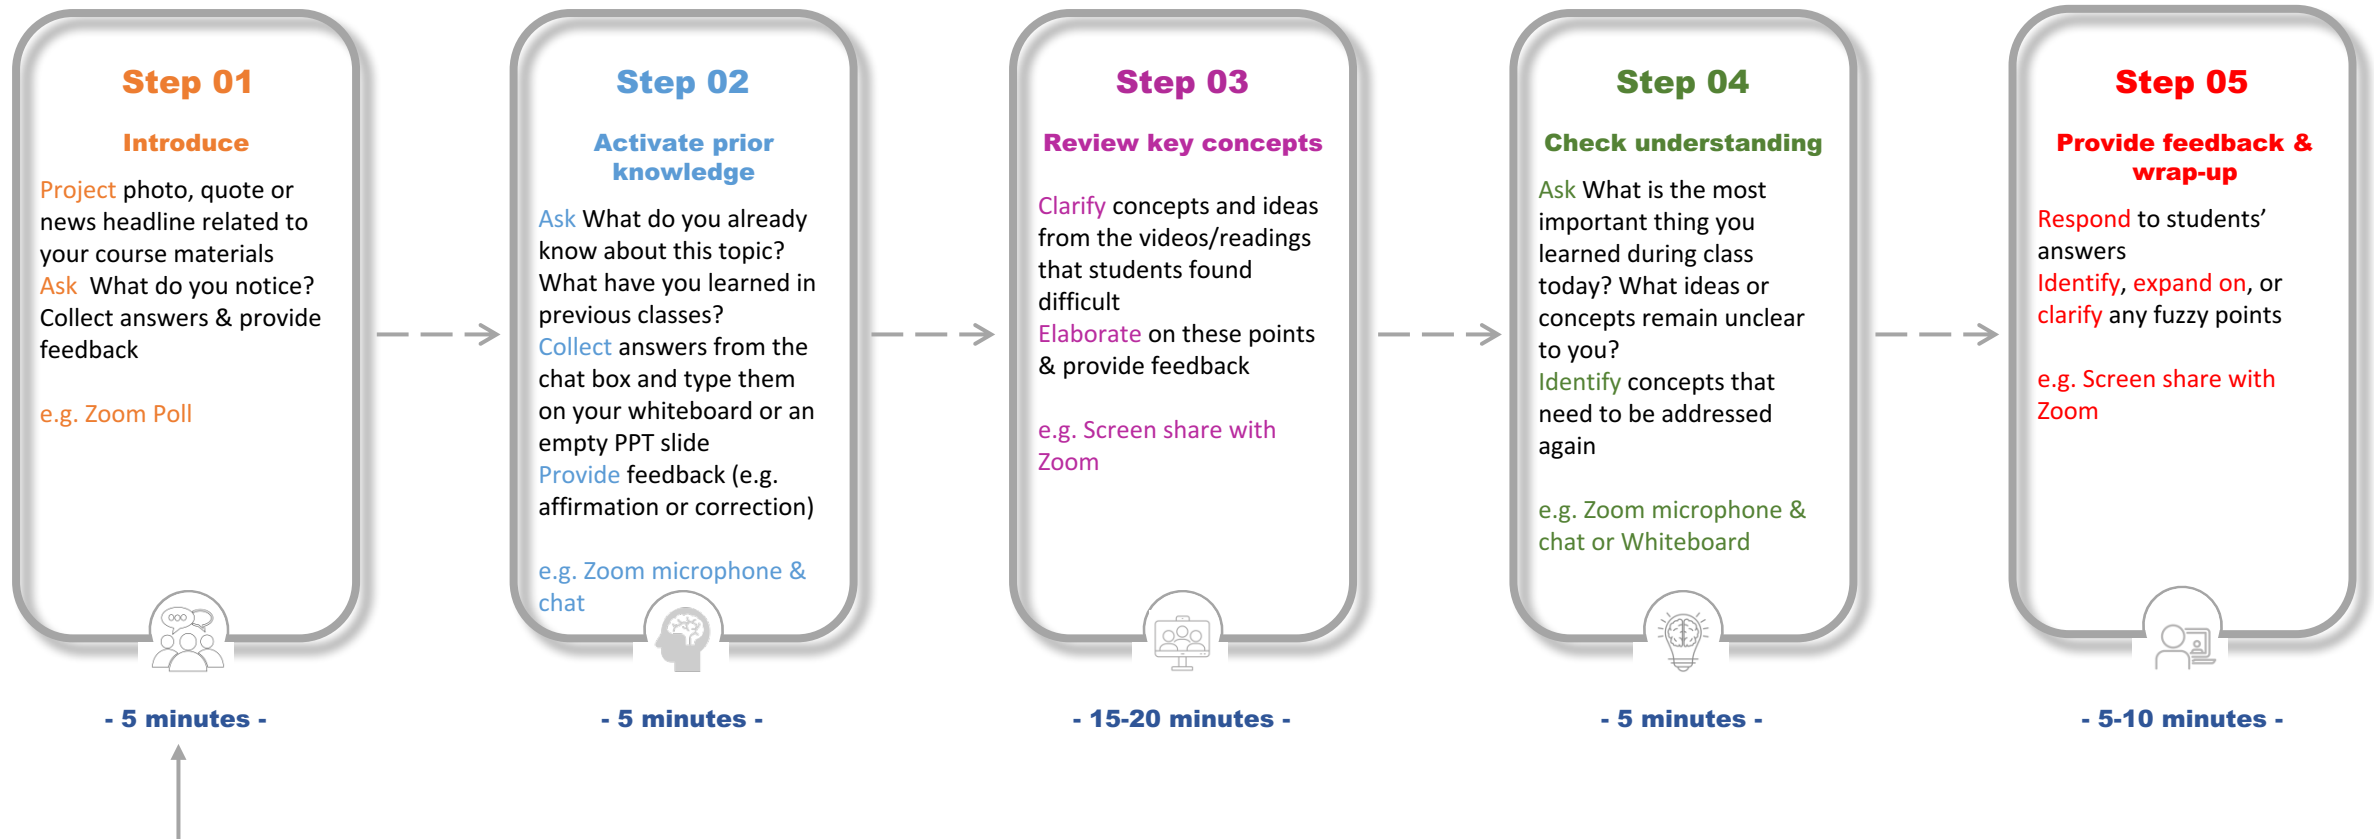 Step 01
Introduce
Project photo, quote or
news headline related to
your course materials
Ask  What do you notice?
Collect answers & provide
feedback
e.g. Zoom Poll
- 5 minutes -
Step 02
Activate prior
knowledge
Ask What do you already
know about this topic?
What have you learned in
previous classes?
Collect answers from the
chat box and type them
on your whiteboard or an
empty PPT slide
Provide feedback (e.g.
affirmation or correction)
e.g. Zoom microphone &
chat
- 5 minutes -
Step 03
Review key concepts
Clarify concepts and ideas
from the videos/readings
that students found
difficult
Elaborate on these points
& provide feedback
e.g. Screen share with
Zoom
- 15-20 minutes -
Step 04
Check understanding
Ask What is the most
important thing you
learned during class
today? What ideas or
concepts remain unclear
to you?
Identify concepts that
need to be addressed
again
e.g. Zoom microphone &
chat or Whiteboard
- 5 minutes -
Step 05
Provide feedback &
wrap-up
Respond to students’
answers
Identify, expand on, or
clarify any fuzzy points
e.g. Screen share with
Zoom
- 5-10 minutes -